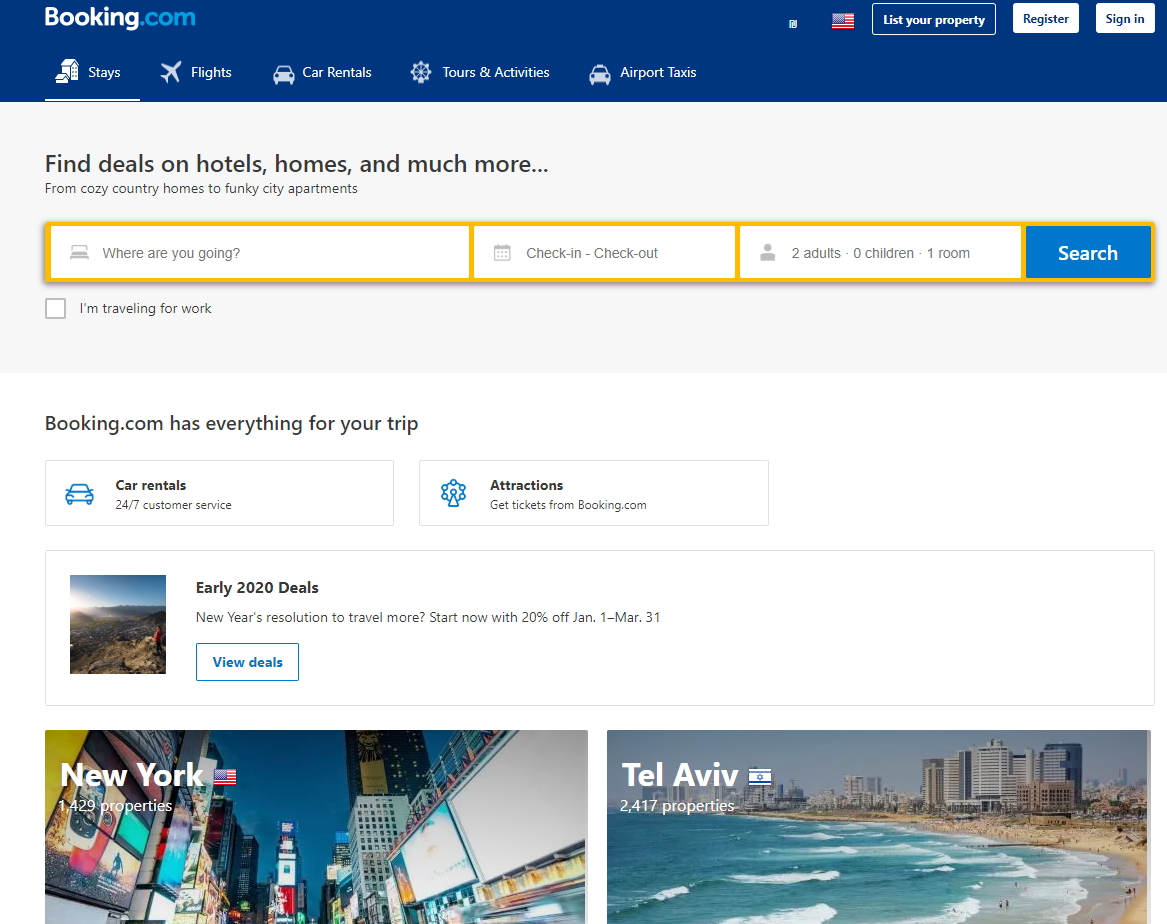 Booking.com
₪
List your property
Register
Sign in
Stays
Flights
Car Rentals
Tours & Activities
Airport Taxis
Find deals on hotels, homes, and much more...
From cozy country homes to funky city apartments
Where are you going?
Check-in - Check-out
2 adults · 0 children · 1 room
Search
I'm traveling for work
Booking.com has everything for your trip
Car rentals
24/7 customer service
Attractions
Get tickets from Booking.com
Early 2020 Deals
New Year's resolution to travel more? Start now with 20% off Jan. 1–Mar. 31
View deals
New York
1,429 properties
Tel Aviv
2,417 properties